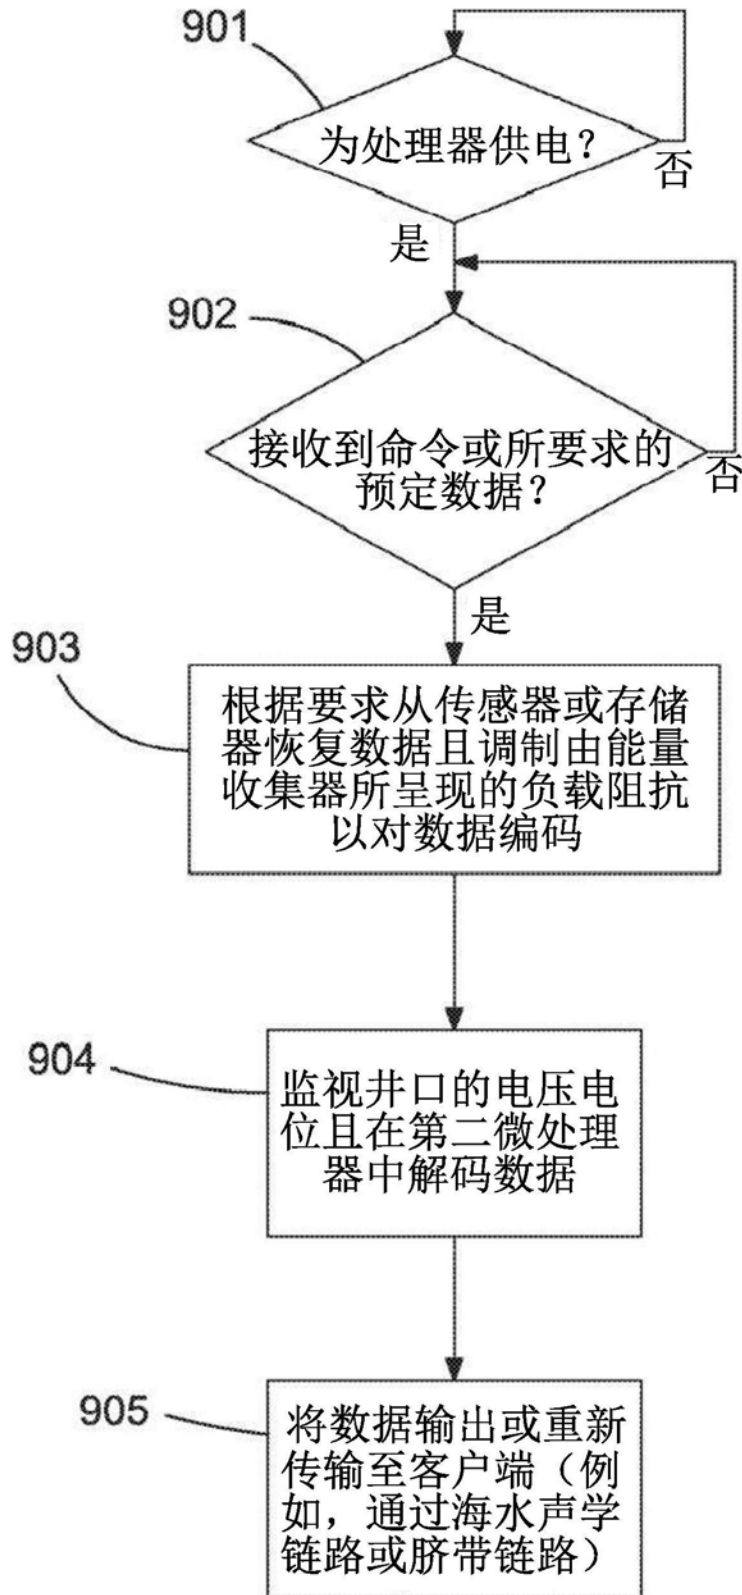 901
为处理器供电？
否
是
902
接收到命令或所要求的
预定数据？
否
是
903
根据要求从传感器或存储
器恢复数据且调制由能量
收集器所呈现的负载阻抗
以对数据编码
904
监视井口的电压电
位且在第二微处理
器中解码数据
905
将数据输出或重新
传输至客户端（例
如，通过海水声学
链路或脐带链路）